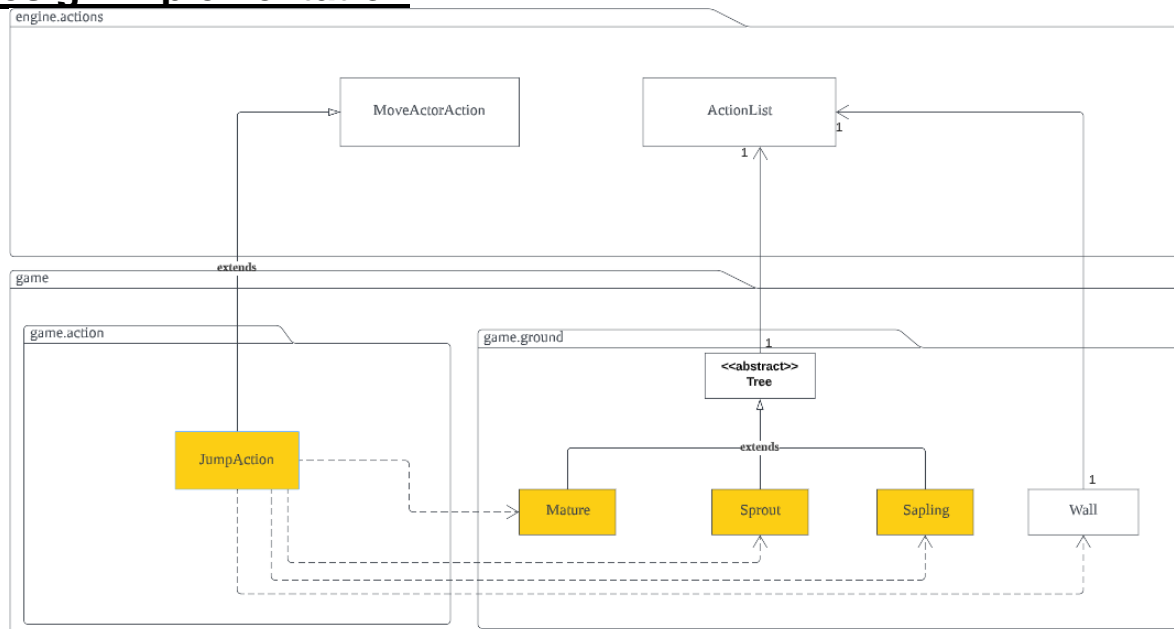 engine.actions
MoveActorAction
ActionList
1
1
extends
game
game.action
game.ground
1
<<abstract>>
Tree
JumpAction
extends
1
Mature
Sprout
Sapling
Wall